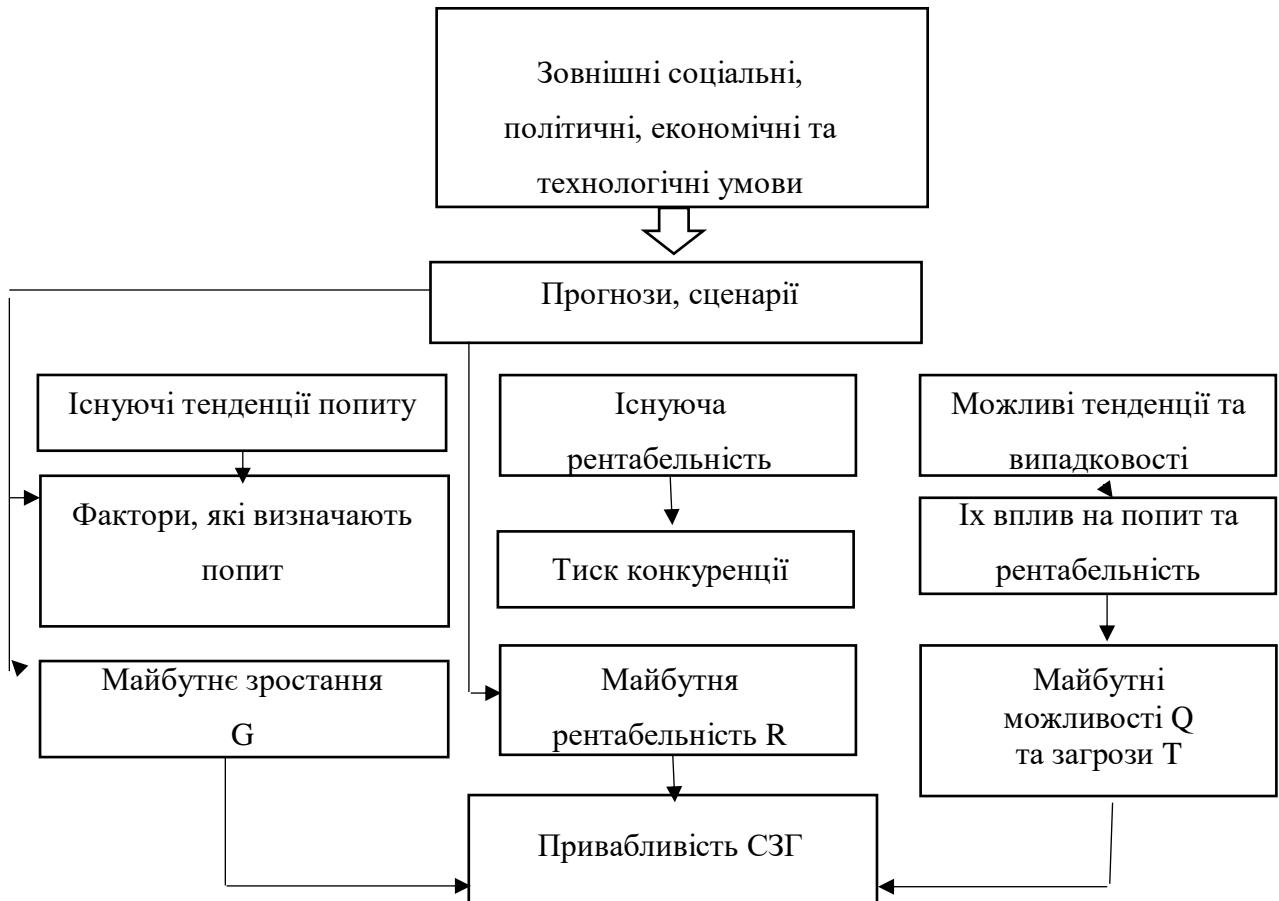 Зовнішні соціальні,
політичні, економічні та
технологічні умови
Прогнози, сценарії
Існуючі тенденції попиту
Існуюча
рентабельність
Можливі тенденції та
випадковості
Фактори, які визначають
попит
Тиск конкуренції
Іх вплив на попит та
рентабельність
Майбутнє зростання
G
Майбутня
рентабельність R
Майбутні
можливості Q
та загрози T
Привабливість СЗГ